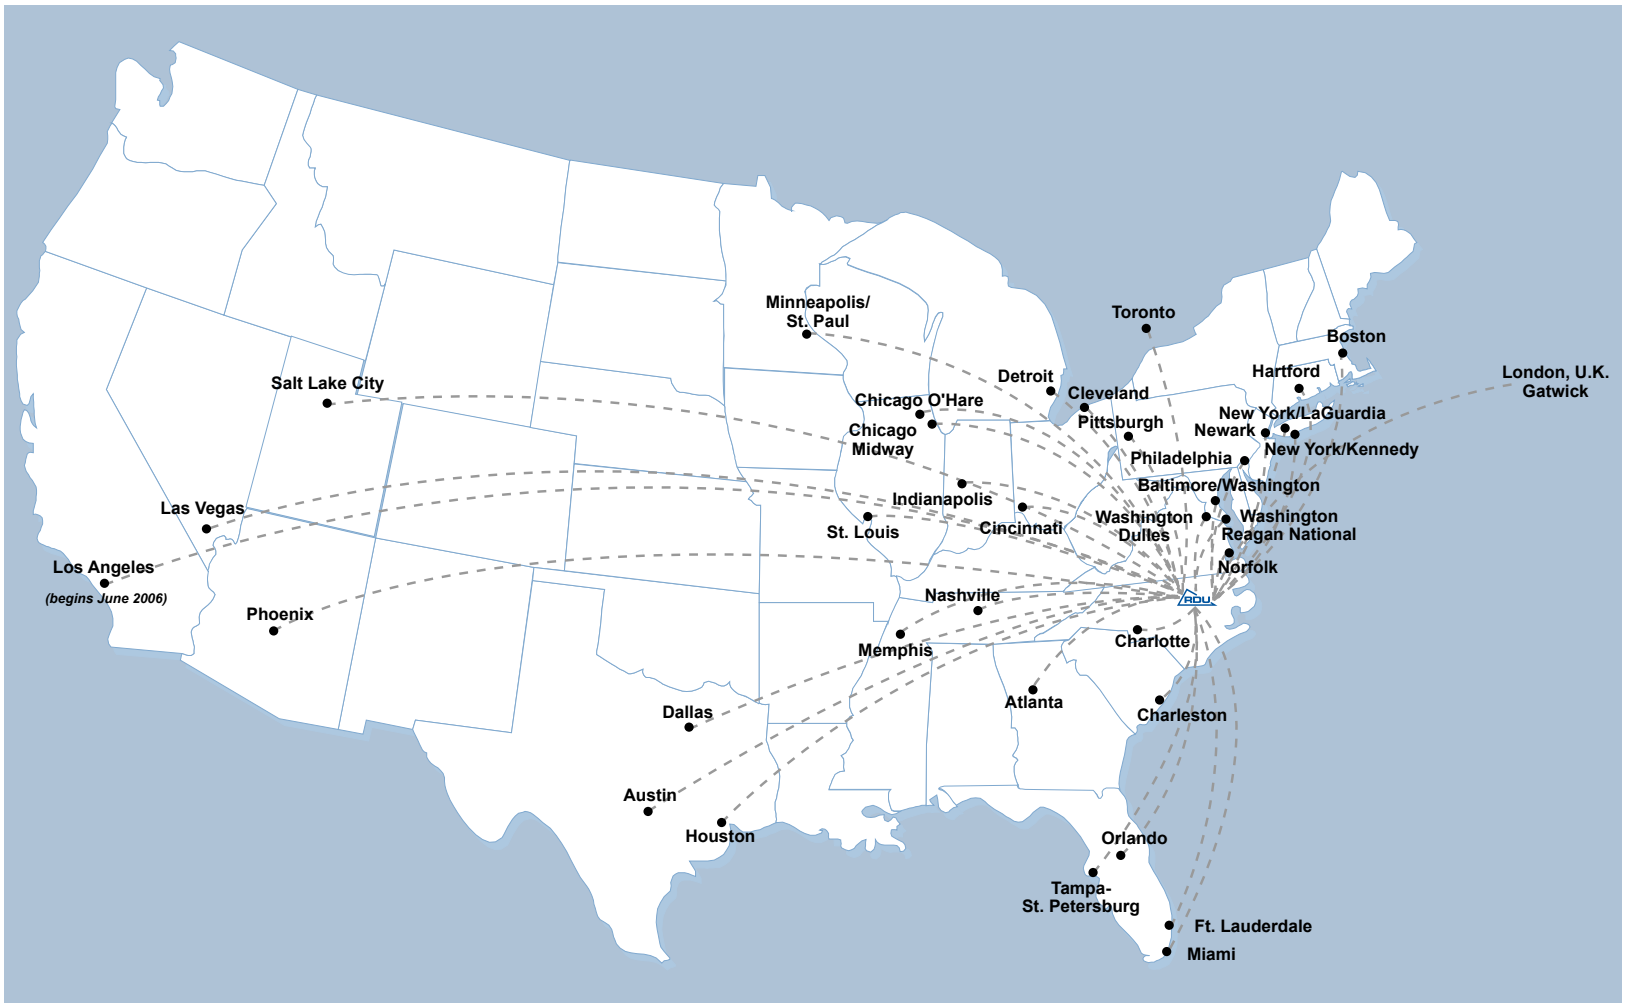 Minneapolis/
St. Paul
Toronto
Boston
Hartford
London, U.K.
Gatwick
Salt Lake City
Detroit
Cleveland
Chicago O'Hare
Pittsburgh
New York/LaGuardia
Newark
Chicago
Midway
New York/Kennedy
Philadelphia
Baltimore/Washington
Indianapolis
Las Vegas
St. Louis
Cincinnati
Washington
Dulles
Washington
Reagan National
Norfolk
Los Angeles
(begins June 2006)
Phoenix
Nashville
RDU
Memphis
Charlotte
Atlanta
Charleston
Dallas
Austin
Houston
Orlando
Tampa-
St. Petersburg
Ft. Lauderdale
Miami